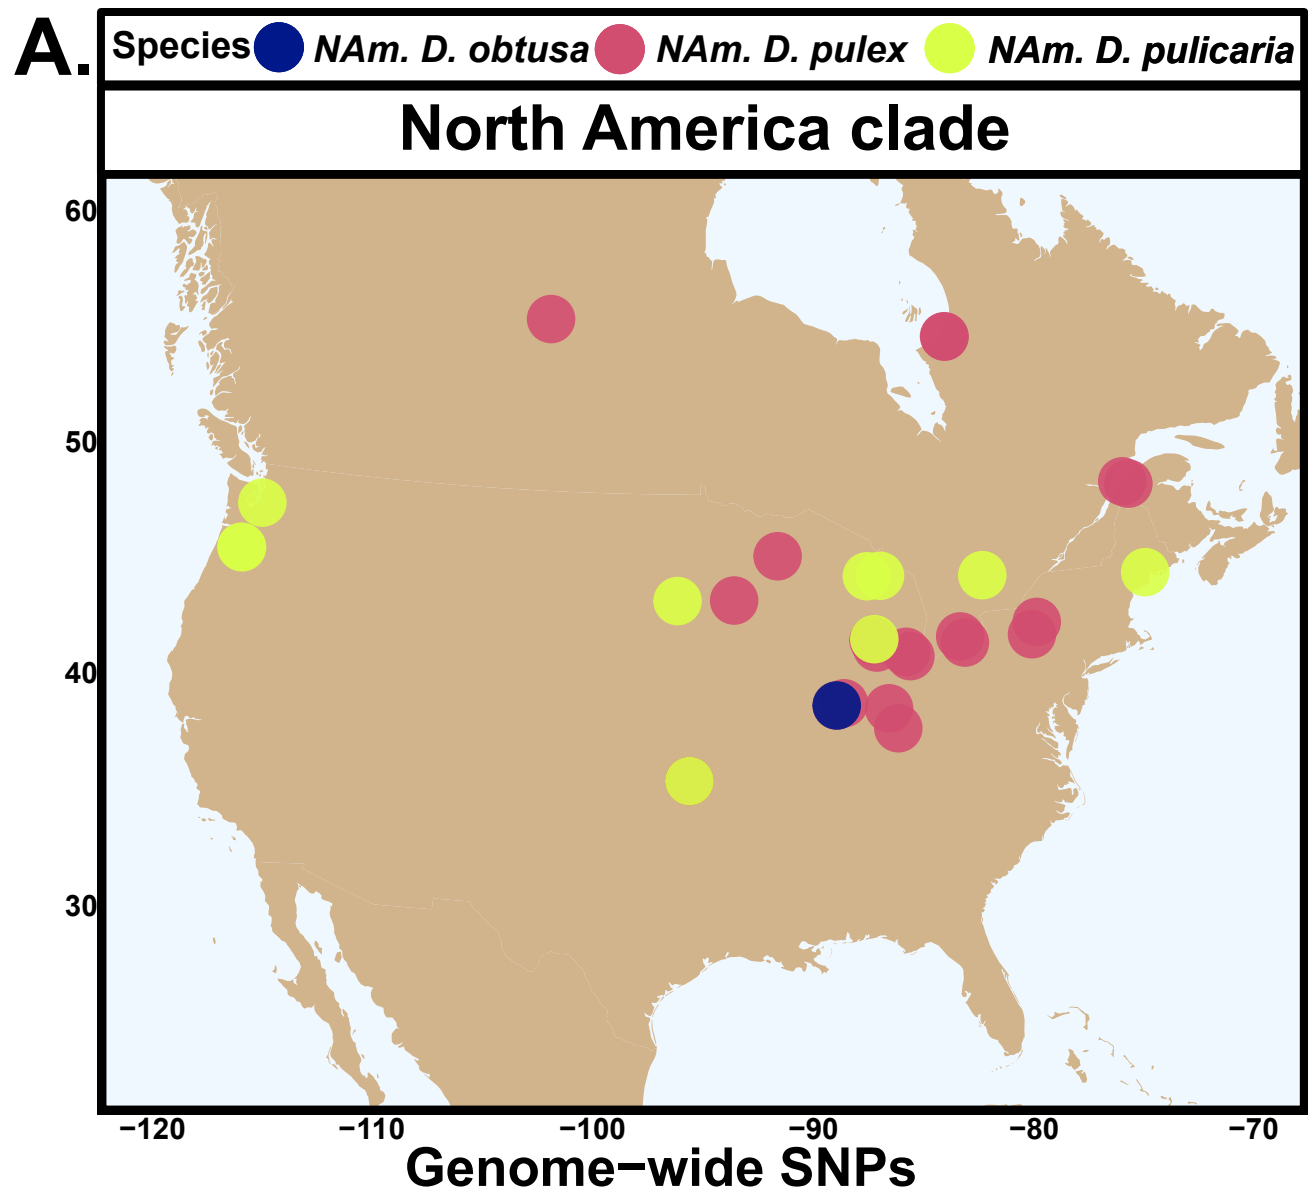 A.
Species NAm. D. obtusa NAm. D. pulex NAm. D. pulicaria
North America clade
60
50
40
30
−120 −110 −100 −90 −80 −70
Genome−wide SNPs